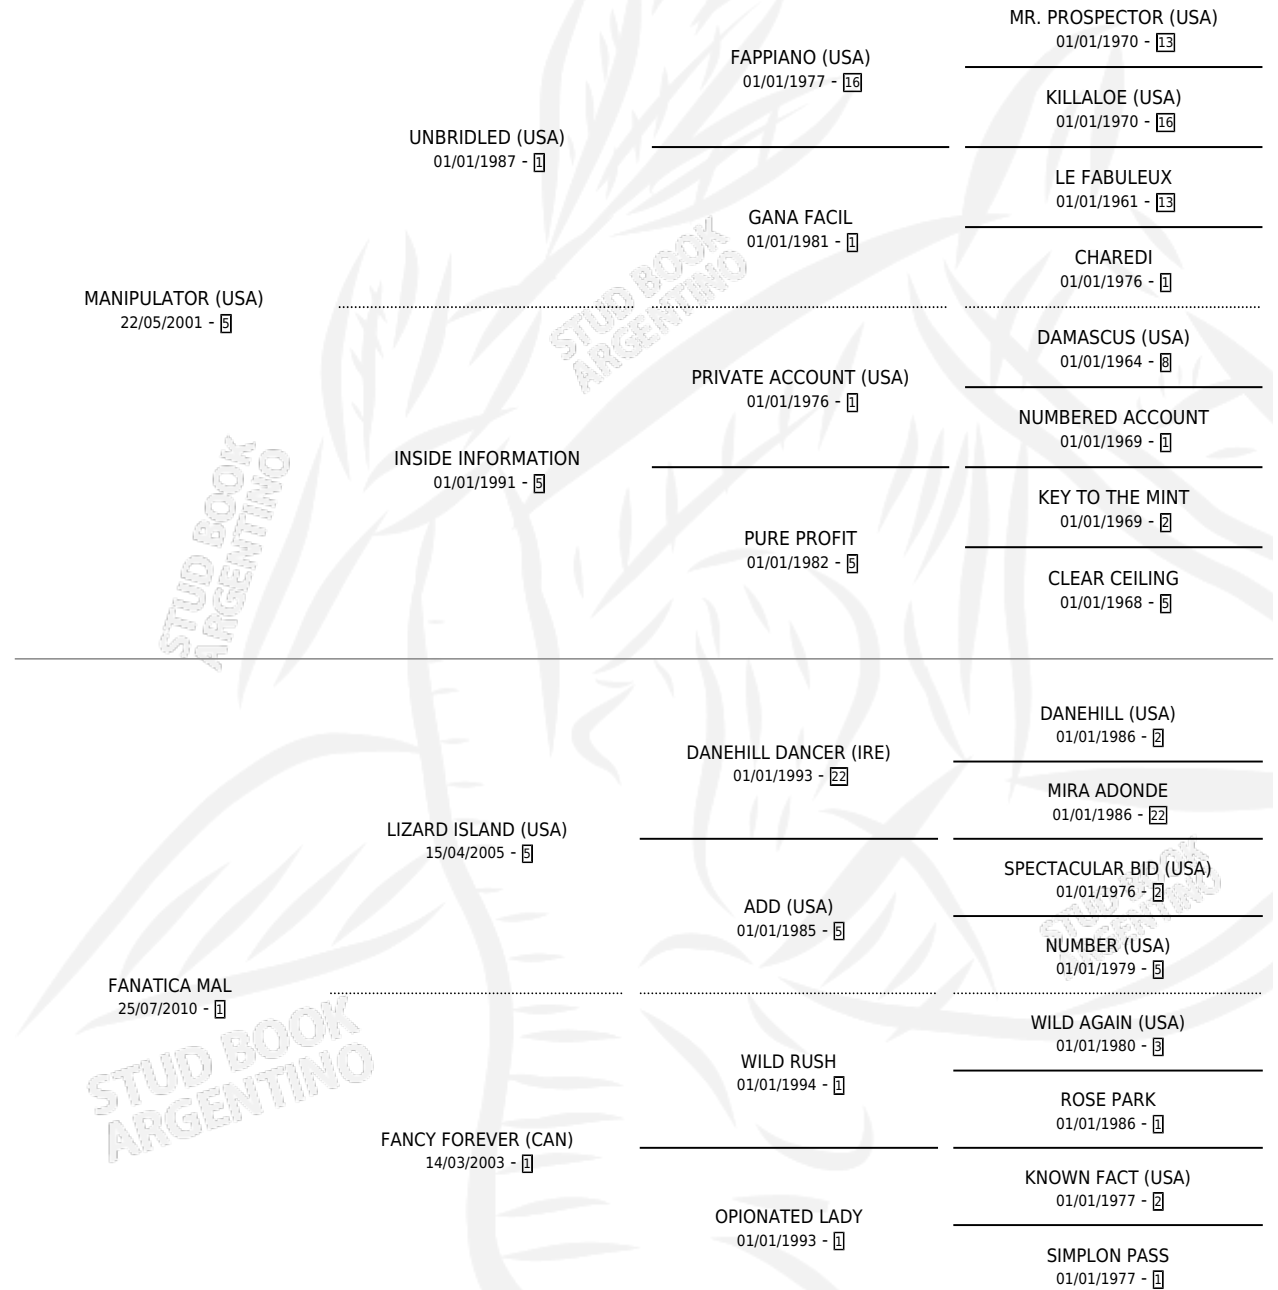 MR. PROSPECTOR (USA)
01/01/1970 - 13
FAPPIANO (USA)
01/01/1977 - 16
KILLALOE (USA)
01/01/1970 - 16
UNBRIDLED (USA)
01/01/1987 - 1
LE FABULEUX
01/01/1961 - 13
GANA FACIL
01/01/1981 - 1
CHAREDI
01/01/1976 - 1
MANIPULATOR (USA)
22/05/2001 - 5
DAMASCUS (USA)
01/01/1964 - 8
PRIVATE ACCOUNT (USA)
01/01/1976 - 1
NUMBERED ACCOUNT
01/01/1969 - 1
INSIDE INFORMATION
01/01/1991 - 5
KEY TO THE MINT
01/01/1969 - 2
PURE PROFIT
01/01/1982 - 5
CLEAR CEILING
01/01/1968 - 5
STUD BOOK
ARGENTINO
STUD BOOK
ARGENTINO
DANEHILL (USA)
01/01/1986 - 2
DANEHILL DANCER (IRE)
01/01/1993 - 22
MIRA ADONDE
01/01/1986 - 22
LIZARD ISLAND (USA)
15/04/2005 - 5
SPECTACULAR BID (USA)
01/01/1976 - 2
ADD (USA)
01/01/1985 - 5
NUMBER (USA)
01/01/1979 - 5
STUD BOOK
ARGENTINO
FANATICA MAL
25/07/2010 - 1
WILD AGAIN (USA)
01/01/1980 - 3
WILD RUSH
01/01/1994 - 1
ROSE PARK
01/01/1986 - 1
FANCY FOREVER (CAN)
14/03/2003 - 1
KNOWN FACT (USA)
01/01/1977 - 2
OPIONATED LADY
01/01/1993 - 1
SIMPLON PASS
01/01/1977 - 1
STUD BOOK
ARGENTINO